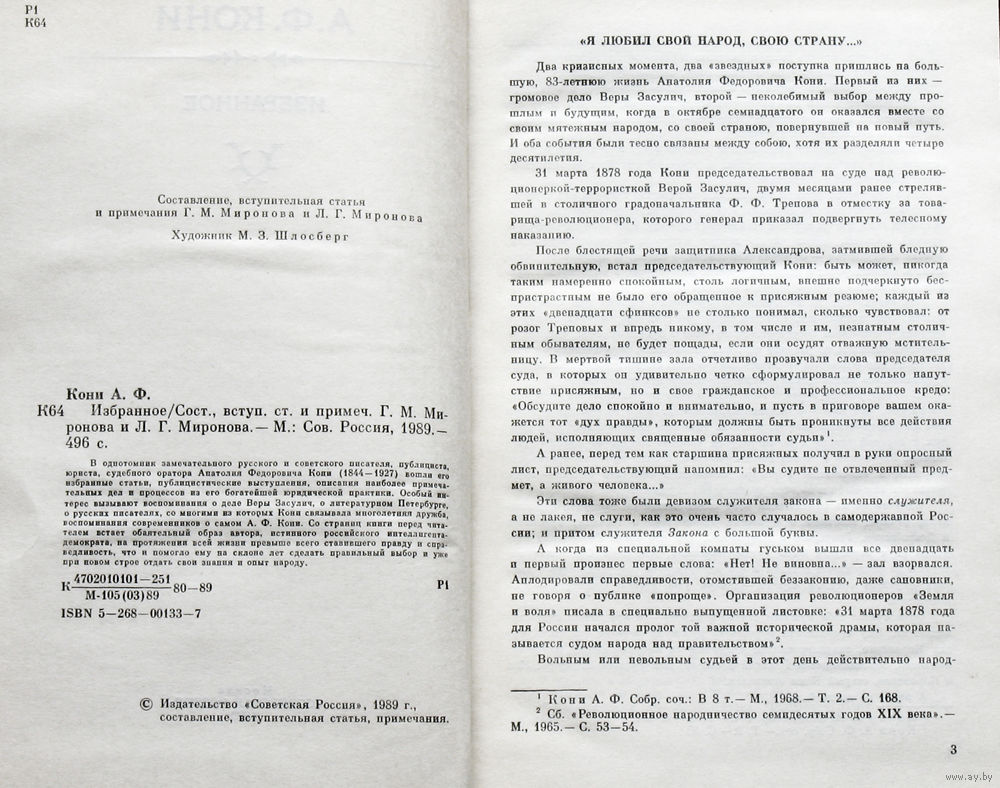 Р1
К64
Составление, вступительная статья
и примечания Г. М. Миронова и Л. Г. Миронова
Художник М. З. Шлосберг
Кони А. Ф.
К64 Избранное/Сост., вступ. ст. и примеч. Г. М. Ми-
ронова и Л. Г. Миронова.— М.: Сов. Россия, 1989.—
496 с.
В однотомник замечательного русского и советского писателя, публициста,
юриста, судебного оратора Анатолия Федоровича Кони (1844—1927) вошли его
избранные статьи, публицистические выступления, описания наиболее примеча-
тельных дел и процессов из его богатейшей юридической практики. Особый ин-
терес вызывают воспоминания о деле Веры Засулич, о литературном Петербурге,
о русских писателях, со многими из которых Кони связывала многолетняя дружба,
воспоминания современников о самом А. Ф. Кони. Со страниц книги перед чита-
телем встает обаятельный образ автора, истинного российского интеллигента-
демократа, на протяжении всей жизни превыше всего ставившего правду и спра-
ведливость, что и помогло ему на склоне лет сделать правильный выбор и уже
при новом строе отдать свои знания и опыт народу.
К 4702010101—251
М-105(03)89 80—89 Р1
ISBN 5—268—00133—7
© Издательство «Советская Россия», 1989 г.,
составление, вступительная статья, примечания.
«Я ЛЮБИЛ СВОЙ НАРОД, СВОЮ СТРАНУ...»
Два кризисных момента, два «звездных» поступка пришлись на боль-
шую, 83-летнюю жизнь Анатолия Федоровича Кони. Первый из них —
громовое дело Веры Засулич, второй — неколебимый выбор между про-
шлым и будущим, когда в октябре семнадцатого он оказался вместе со
своим мятежным народом, со своей страною, повернувшей на новый путь.
И оба события были тесно связаны между собою, хотя их разделяли четыре
десятилетия.
31 марта 1878 года Кони председательствовал на суде над револю-
ционеркой-террористкой Верой Засулич, двумя месяцами ранее стреляв-
шей в столичного градоначальника Ф. Ф. Трепова в отместку за това-
рища-революционера, которого генерал приказал подвергнуть телесному
наказанию.
После блестящей речи защитника Александрова, затмившей бледную
обвинительную, встал председательствующий Кони: быть может, никогда
таким намеренно спокойным, столь логичным, внешне подчеркнуто бес-
пристрастным не было его обращенное к присяжным резюме; каждый из
этих «двенадцати сфинксов» не столько понимал, сколько чувствовал: от
розог Треповых и впредь никому, в том числе и им, незнатным столич-
ным обывателям, не будет пощады, если они осудят отважную мститель-
ницу. В мертвой тишине зала отчетливо прозвучали слова председателя
суда, в которых он удивительно четко сформулировал не только напут-
ствие присяжным, но и свое гражданское и профессиональное кредо:
«Обсудите дело спокойно и внимательно, и пусть в приговоре вашем ока-
жется тот «дух правды», которым должны быть проникнуты все действия
людей, исполняющих священные обязанности судьи»¹.
А ранее, перед тем как старшина присяжных получил в руки опросный
лист, председательствующий напомнил: «Вы судите не отвлеченный пред-
мет, а живого человека...»
Эти слова тоже были девизом служителя закона — именно служителя,
а не лакея, не слуги, как это очень часто случалось в самодержавной Рос-
сии; и притом служителя Закона с большой буквы.
А когда из специальной комнаты гуськом вышли все двенадцать
и первый произнес первые слова: «Нет! Не виновна...» — зал взорвался.
Аплодировали справедливости, отомстившей беззаконию, даже сановники,
не говоря о публике «попроще». Организация революционеров «Земля
и воля» писала в специально выпущенной листовке: «31 марта 1878 года
для России начался пролог той важной исторической драмы, которая на-
зывается судом народа над правительством»².
Вольным или невольным судьей в этот день действительно народ-
¹ Кони А. Ф. Собр. соч.: В 8 т.— М., 1968.— Т. 2.— С. 168.
² Сб. «Революционное народничество семидесятых годов XIX века».—
М., 1965.— С. 53—54.
3
www.ay.by